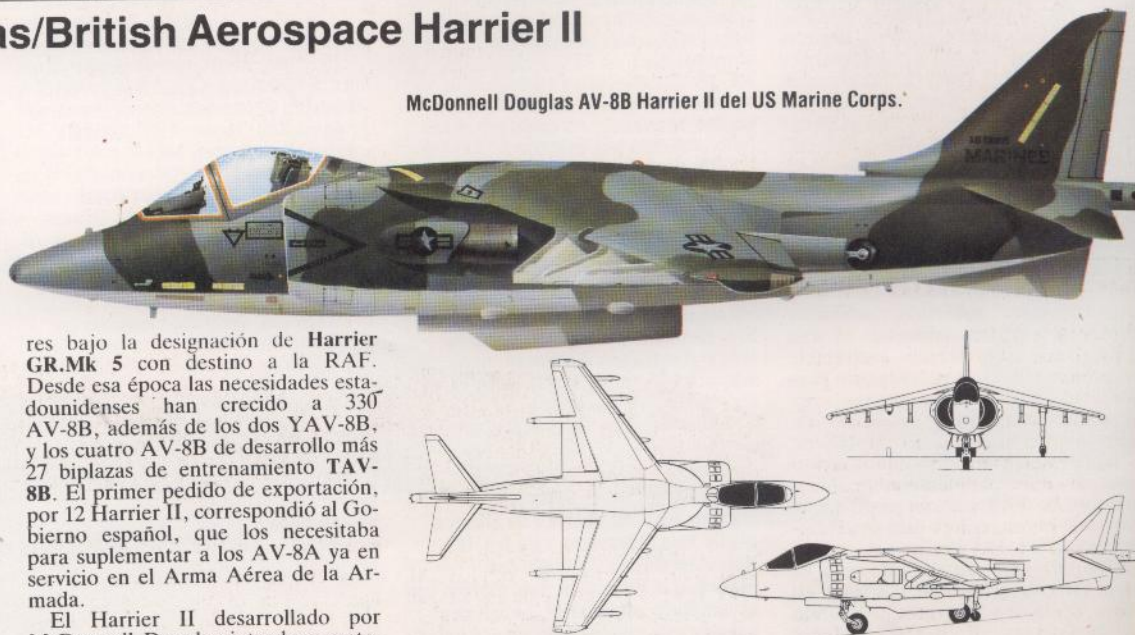 as/British Aerospace Harrier II
McDonnell Douglas AV-8B Harrier II del US Marine Corps.
MARINES
res bajo la designación de Harrier
GR.Mk 5 con destino a la RAF.
Desde esa época las necesidades esta-
dounidenses han crecido a 330
AV-8B, además de los dos YAV-8B,
y los cuatro AV-8B de desarrollo más
27 biplazas de entrenamiento TAV-
8B. El primer pedido de exportación,
por 12 Harrier II, correspondió al Go-
bierno español, que los necesitaba
para suplementar a los AV-8A ya en
servicio en el Arma Aérea de la Ar-
mada.
El Harrier II desarrollado por